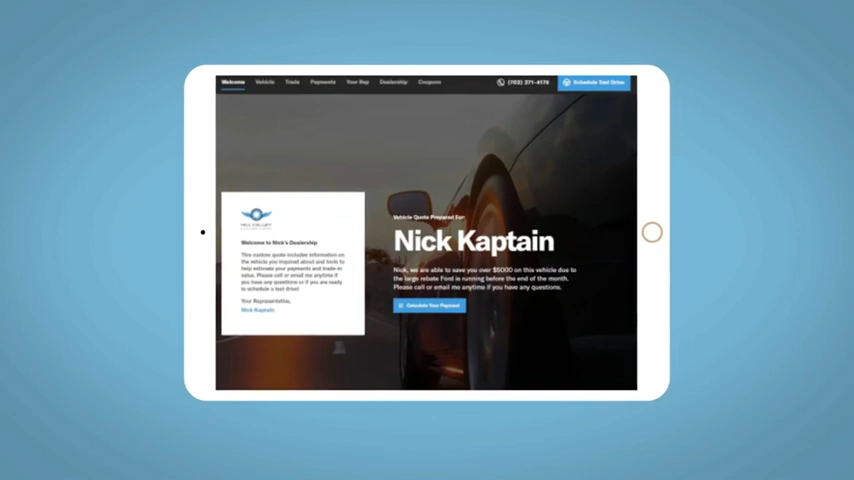 Welcome Vehicle Trade Payments Your Rep Dealership Coupons (702) 271-4176 Schedule Test Drive
Welcome to Nick's Dealership
This custom quote includes information on
the vehicle you inquired about and tools to
help estimate your payments and trade-in
value. Please call or email me anytime if
you have any questions or if you are ready
to schedule a test drive!
Your Representative,
Nick Kaptain
Vehicle Quote Prepared For:
Nick Kaptain
Nick, we are able to save you over $6000 on this vehicle due to
the large rebate Ford is running before the end of the month.
Please call or email me anytime if you have any questions.
Calculate Your Payment